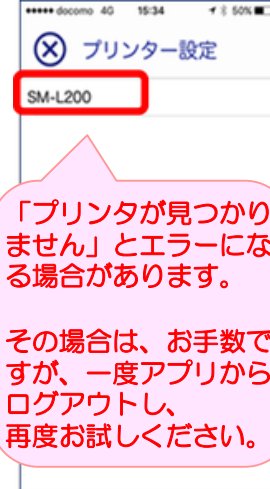 docomo 4G 15:34 50%
プリンター設定
SM-L200
「プリンタが見つかり
ません」とエラーにな
る場合があります。
その場合は、お手数で
すが、一度アプリから
ログアウトし、
再度お試しください。